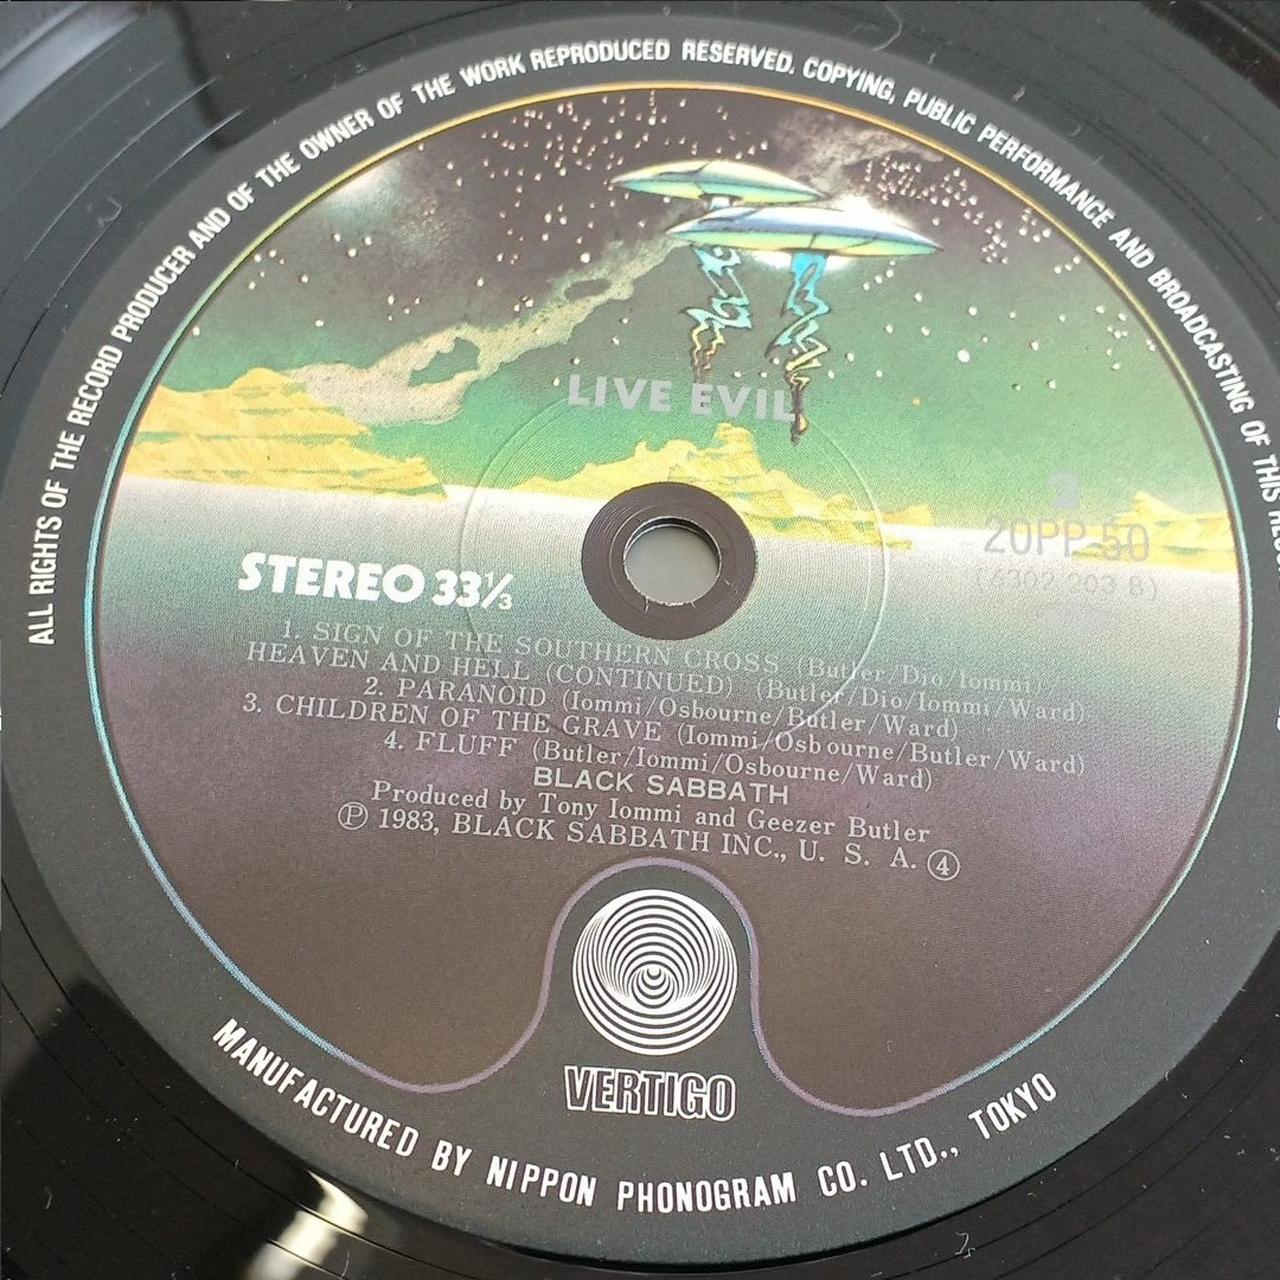 ALL RIGHTS OF THE RECORD PRODUCER AND OF THE OWNER OF THE WORK REPRODUCED RESERVED. COPYING, PUBLIC PERFORMANCE AND BROADCASTING OF THIS
LIVE EVIL
2
20PP-50
STEREO 33⅓
1. SIGN OF THE SOUTHERN CROSS (Butler/Dio/Iommi)/
HEAVEN AND HELL (CONTINUED) (Butler/Dio/Iommi/Ward)
2. PARANOID (Iommi/Osbourne/Butler/Ward)
3. CHILDREN OF THE GRAVE (Iommi/Osbourne/Butler/Ward)
4. FLUFF (Butler/Iommi/Osbourne/Ward)
BLACK SABBATH
Produced by Tony Iommi and Geezer Butler
Ⓟ 1983, BLACK SABBATH INC., U. S. A. ④
VERTIGO
MANUFACTURED BY NIPPON PHONOGRAM CO. LTD., TOKYO